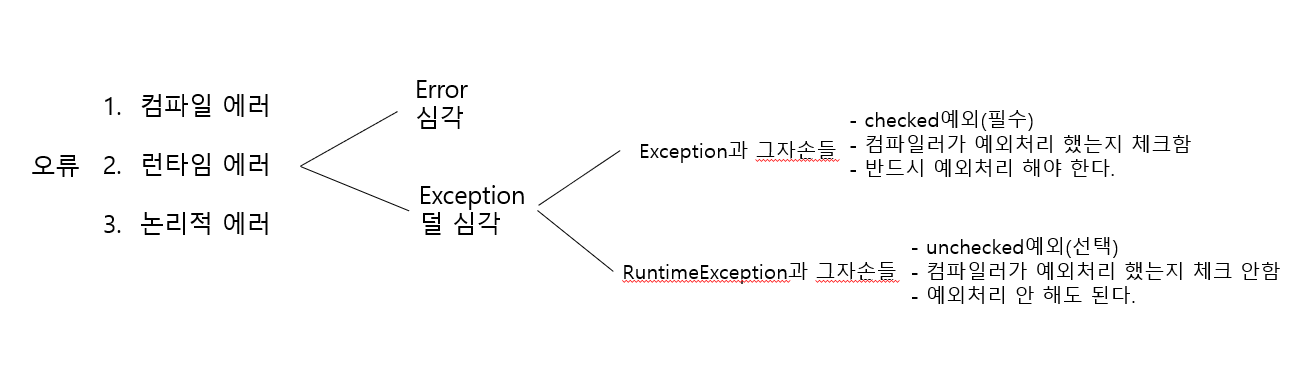 오류
1. 컴파일 에러
2. 런타임 에러
3. 논리적 에러
Error
심각
Exception
덜 심각
Exception과 그자손들
- checked예외(필수)
- 컴파일러가 예외처리 했는지 체크함
- 반드시 예외처리 해야 한다.
RuntimeException과 그자손들
- unchecked예외(선택)
- 컴파일러가 예외처리 했는지 체크 안함
- 예외처리 안 해도 된다.